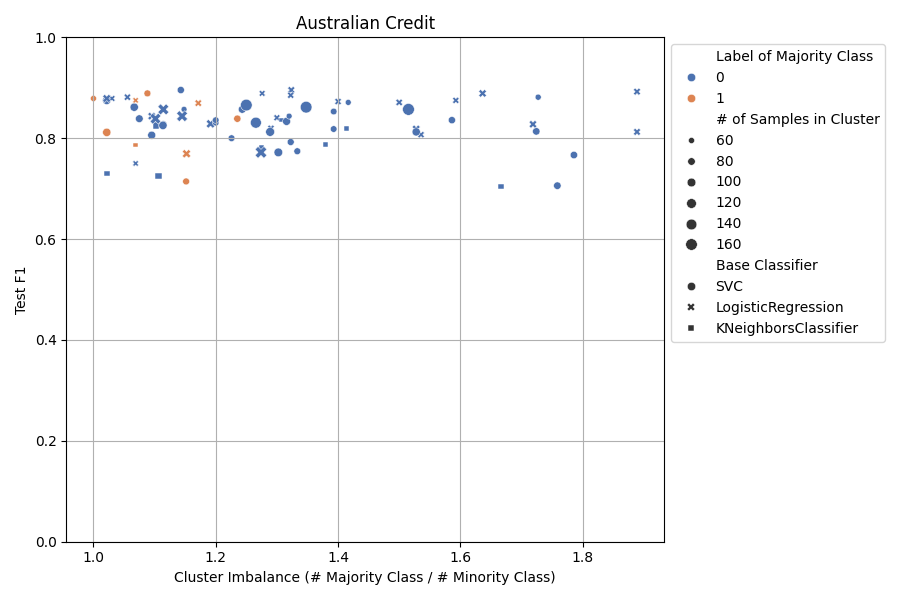 Australian Credit
1.0
0.8
0.6
0.4
0.2
0.0
Test F1
1.0
1.2
1.4
1.6
1.8
Cluster Imbalance (# Majority Class / # Minority Class)
Label of Majority Class
0
1
# of Samples in Cluster
60
80
100
120
140
160
Base Classifier
SVC
LogisticRegression
KNeighborsClassifier